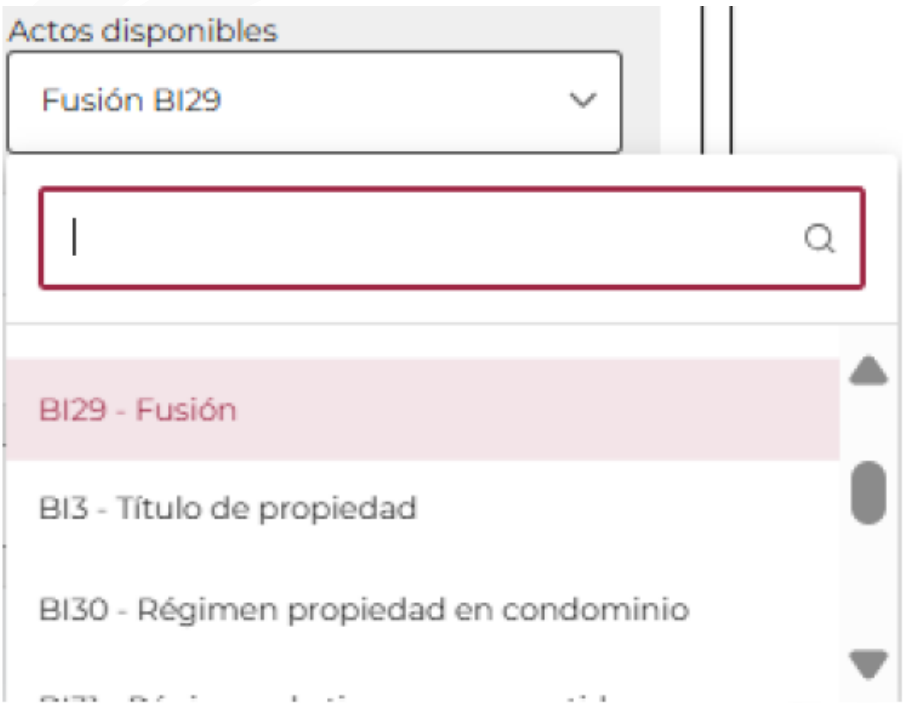 Actos disponibles
Fusión BI29
BI29 - Fusión
BI3 - Título de propiedad
BI30 - Régimen propiedad en condominio